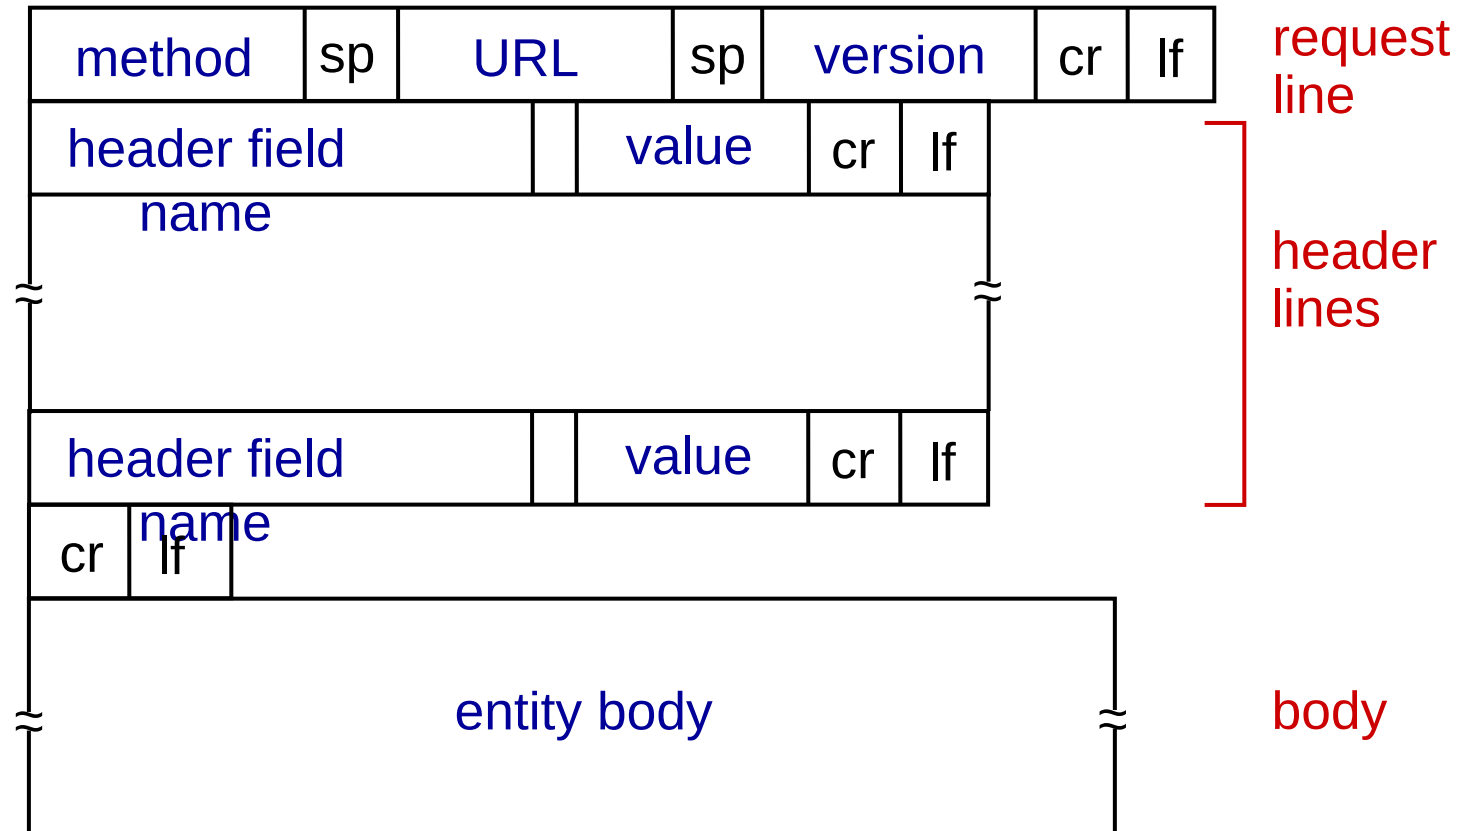 method sp URL sp version cr lf request
line
header field value cr lf
name
header
lines
≈ ≈
header field value cr lf
name
cr lf
≈ entity body ≈ body